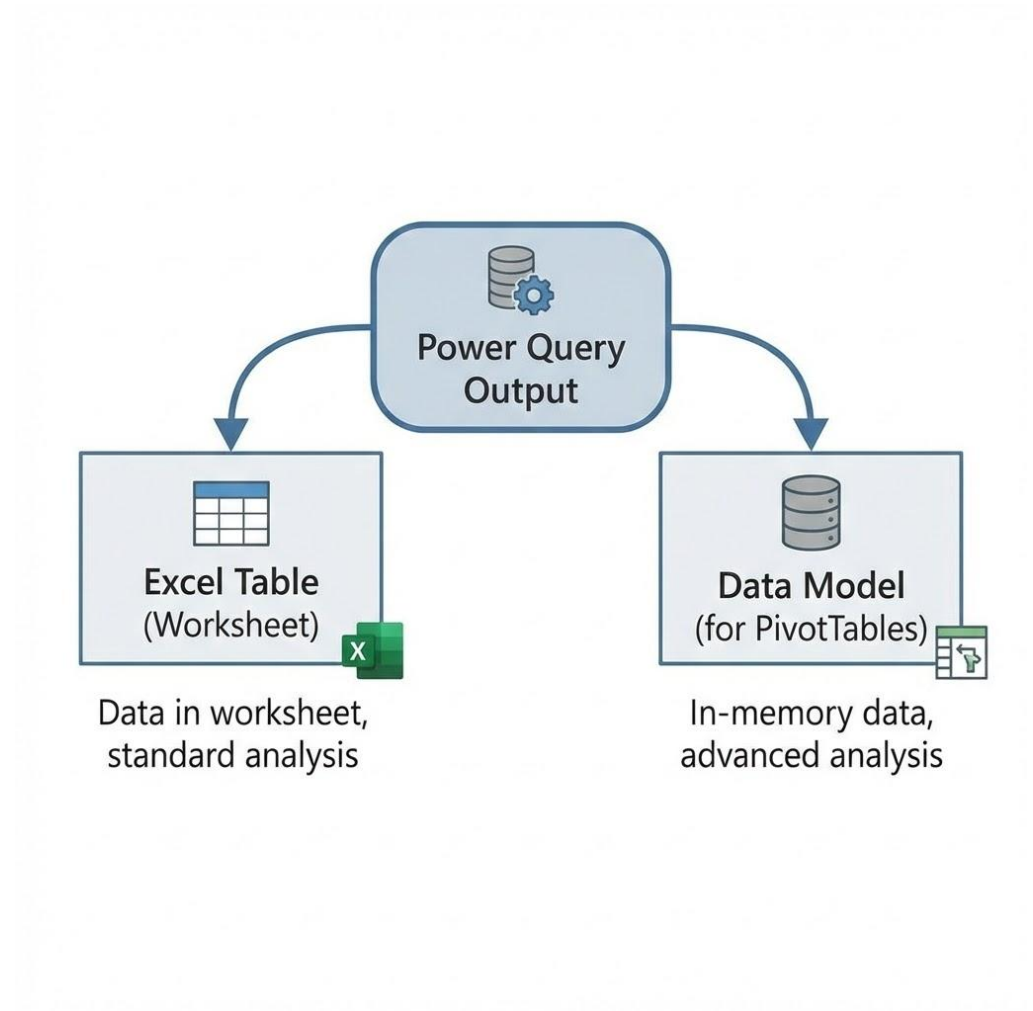 Power Query
Output
Excel Table
(Worksheet)
X
Data in worksheet,
standard analysis
Data Model
(for PivotTables)
In-memory data,
advanced analysis